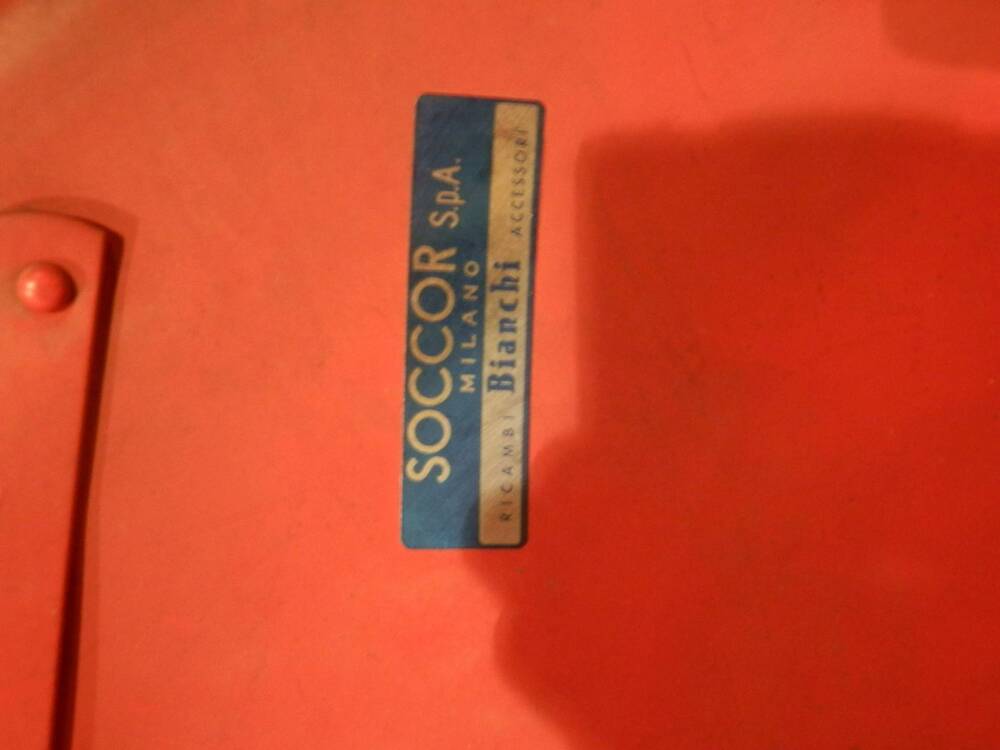 SOCCOR S.p.A.
MILANO
RICAMBI Bianchi ACCESSORI